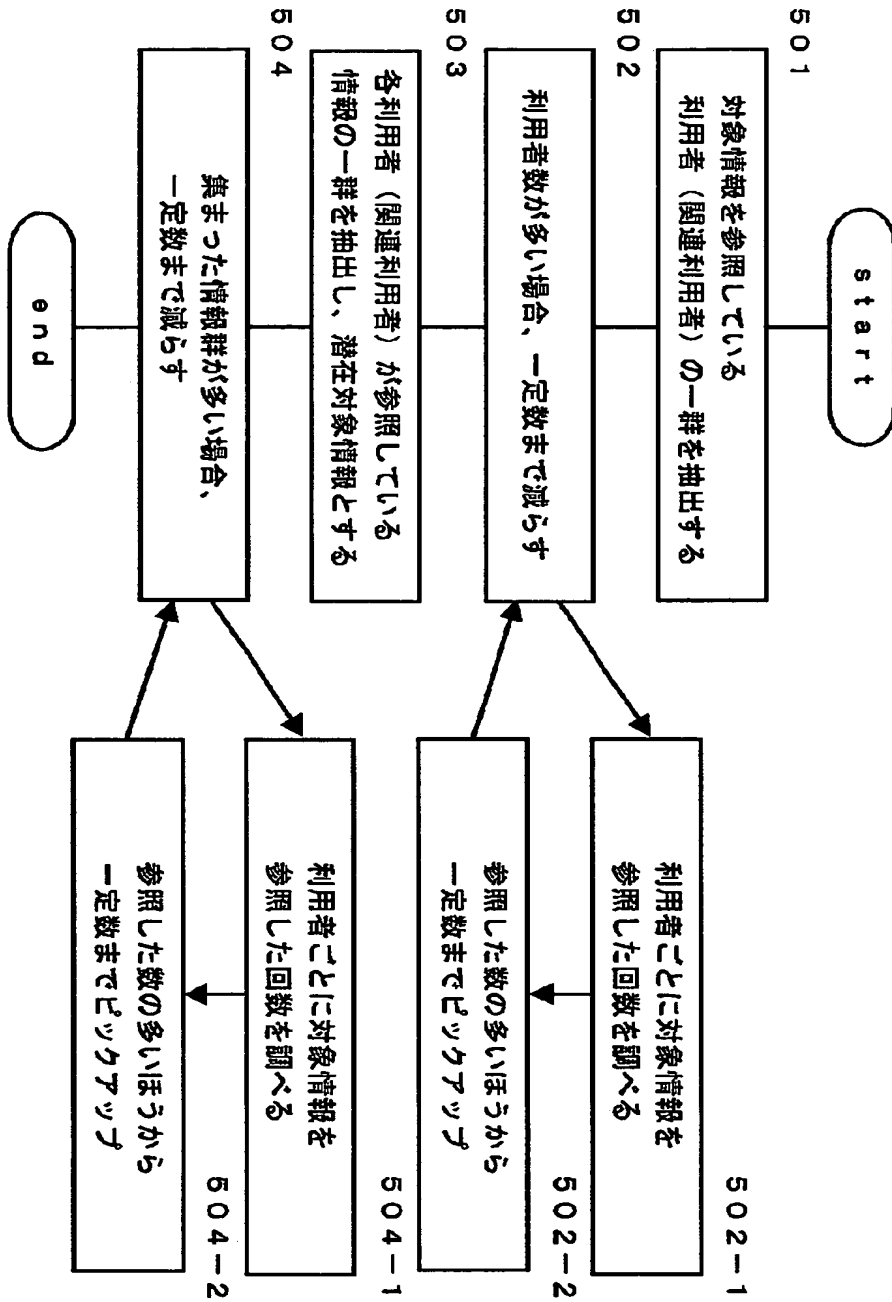 start
501
対象情報を参照している
利用者（関連利用者）の一群を抽出する
502
利用者数が多い場合、一定数まで減らす
502-1
利用者ごとに対象情報を
参照した回数を調べる
502-2
参照した数の多いほうから
一定数までピックアップ
503
各利用者（関連利用者）が参照している
情報の一群を抽出し、潜在対象情報とする
504
集まった情報群が多い場合、
一定数まで減らす
504-1
利用者ごとに対象情報を
参照した回数を調べる
504-2
参照した数の多いほうから
一定数までピックアップ
end